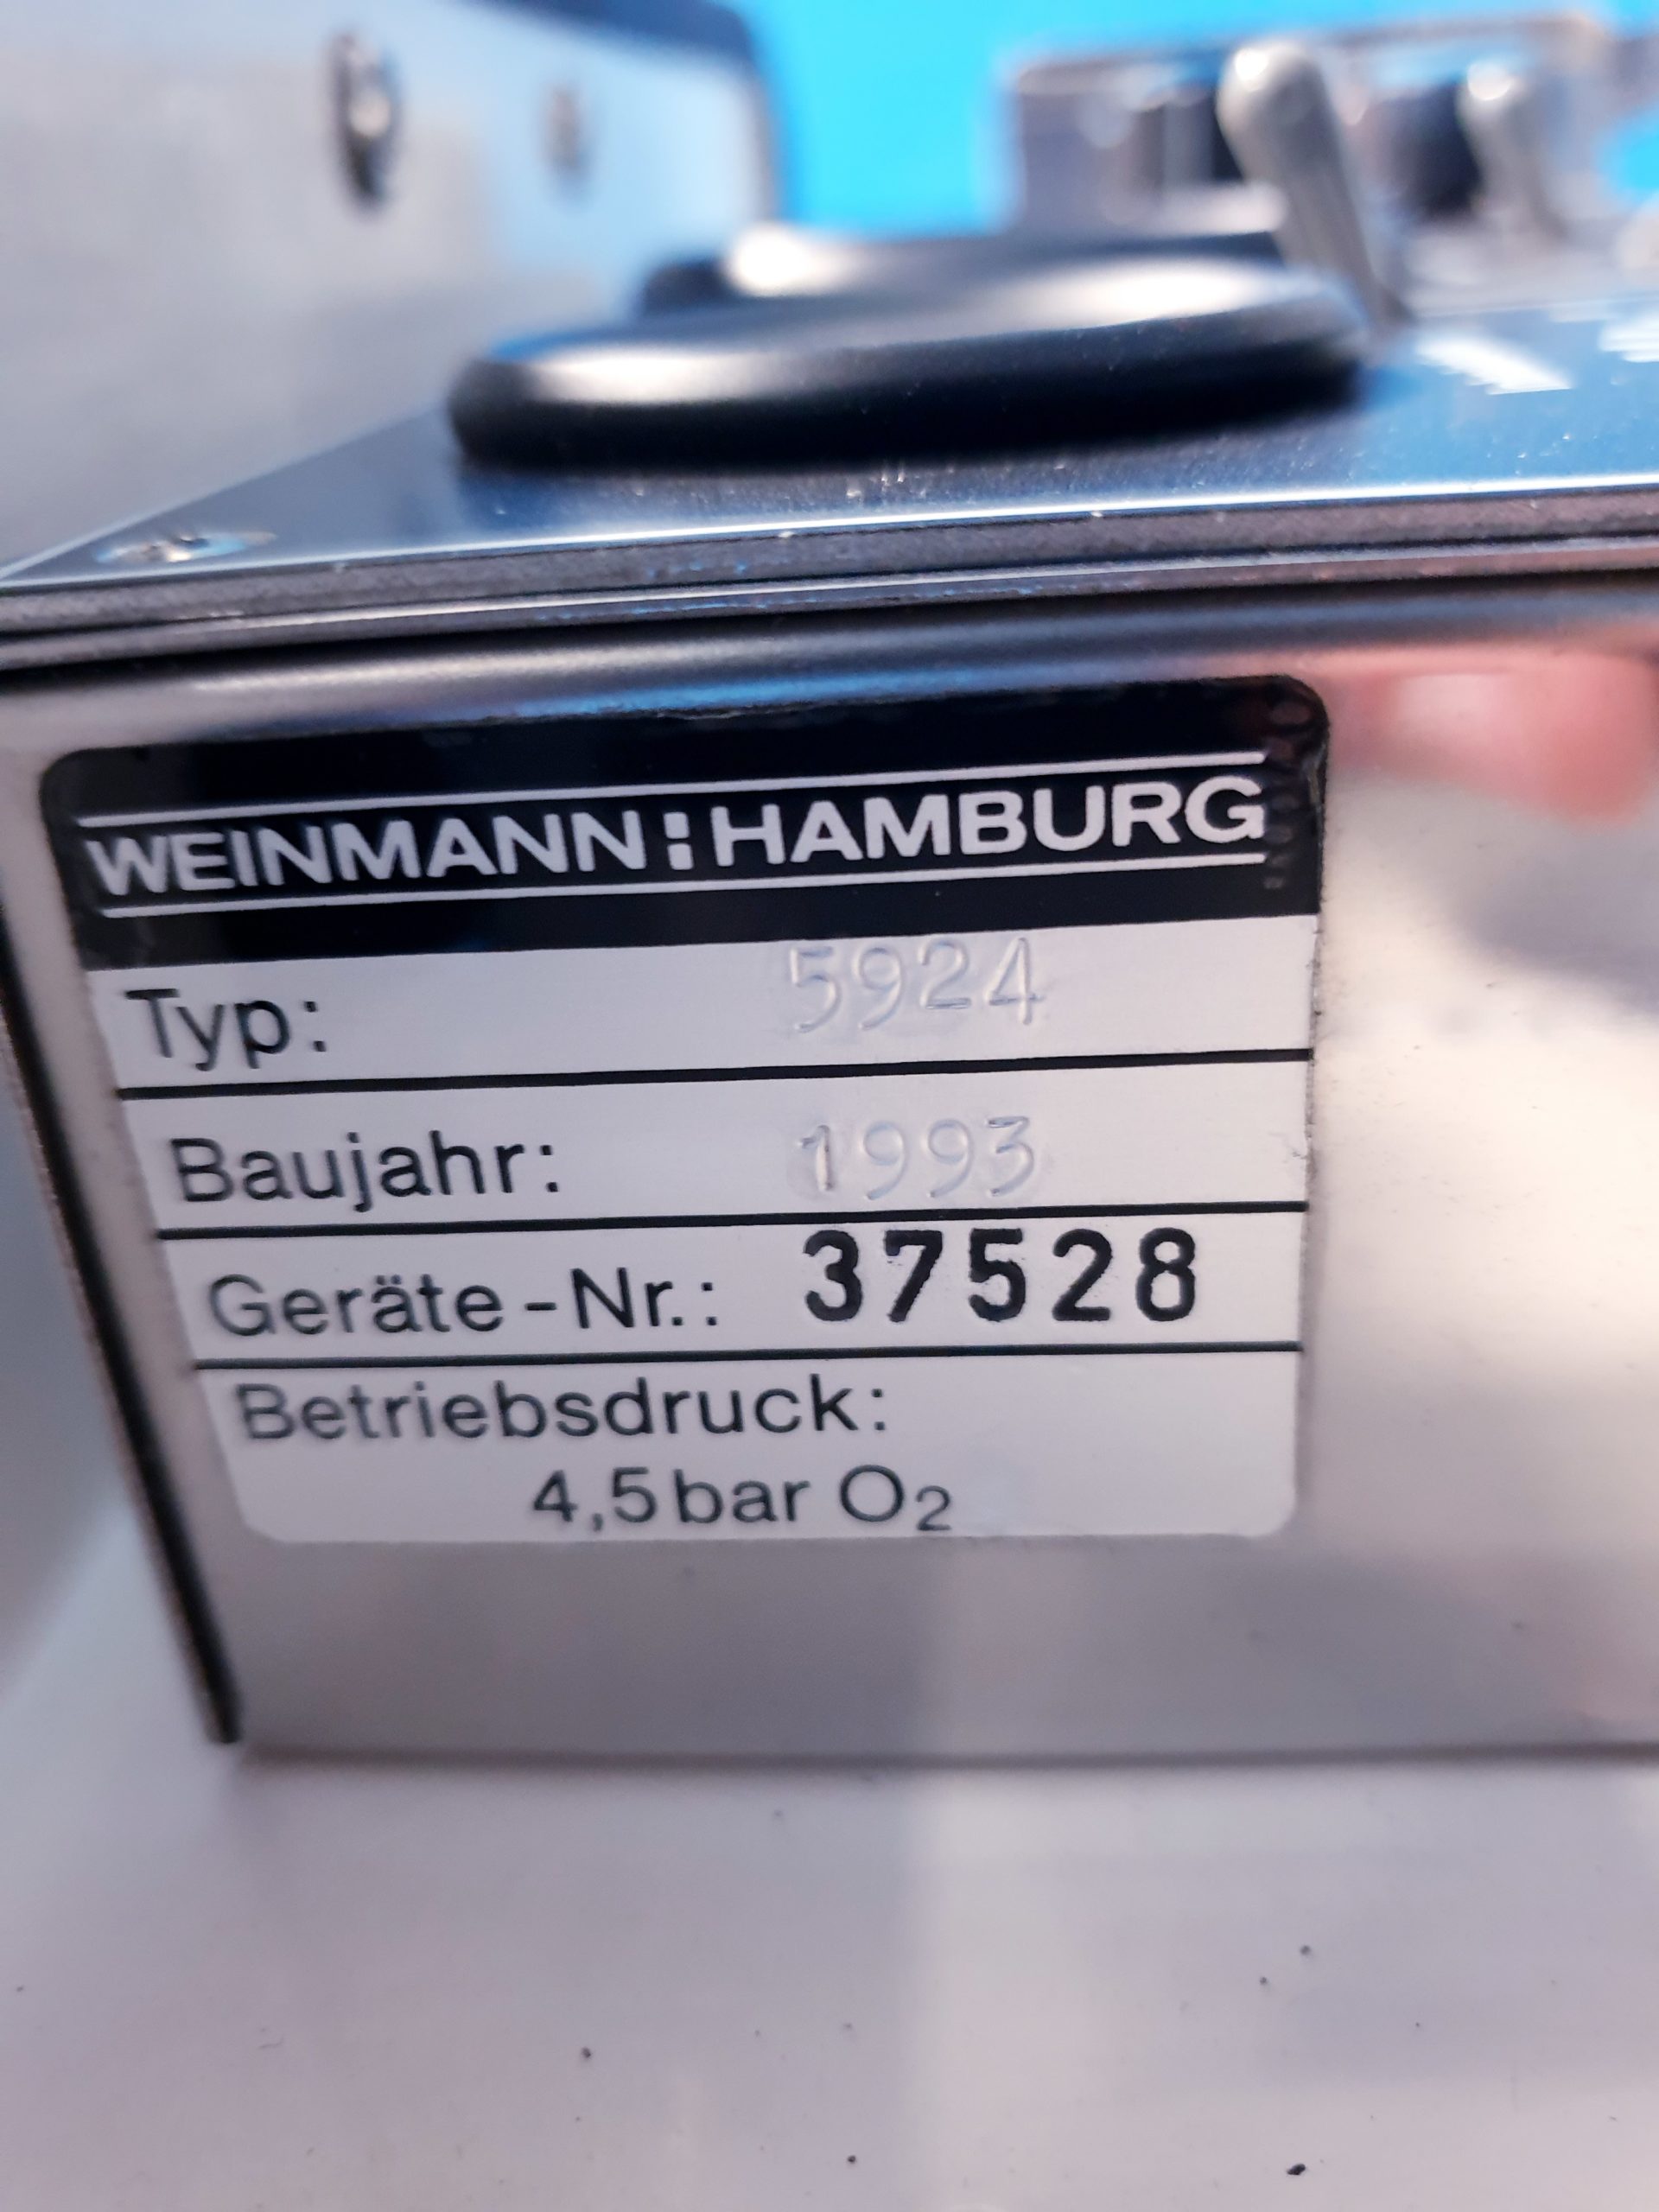 WEINMANN:HAMBURG
Typ: 5924
Baujahr: 1993
Geräte-Nr.: 37528
Betriebsdruck:
4,5 bar O₂